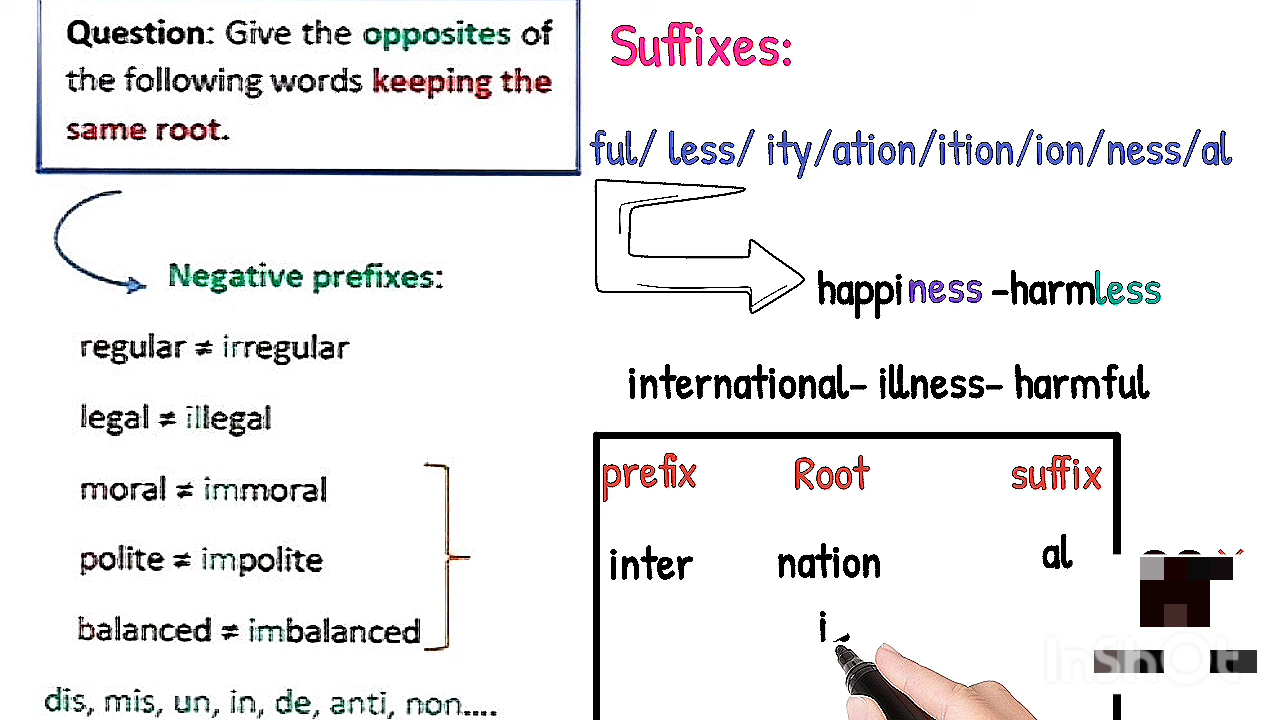 Question: Give the opposites of
the following words keeping the
same root.
Negative prefixes:
regular ≠ irregular
legal ≠ illegal
moral ≠ immoral
polite ≠ impolite
balanced ≠ imbalanced
dis, mis, un, in, de, anti, non....
Suffixes:
ful/ less/ ity/ation/ition/ion/ness/al
happiness -harmless
international- illness- harmful
prefix Root suffix
inter nation al
i
InShOt